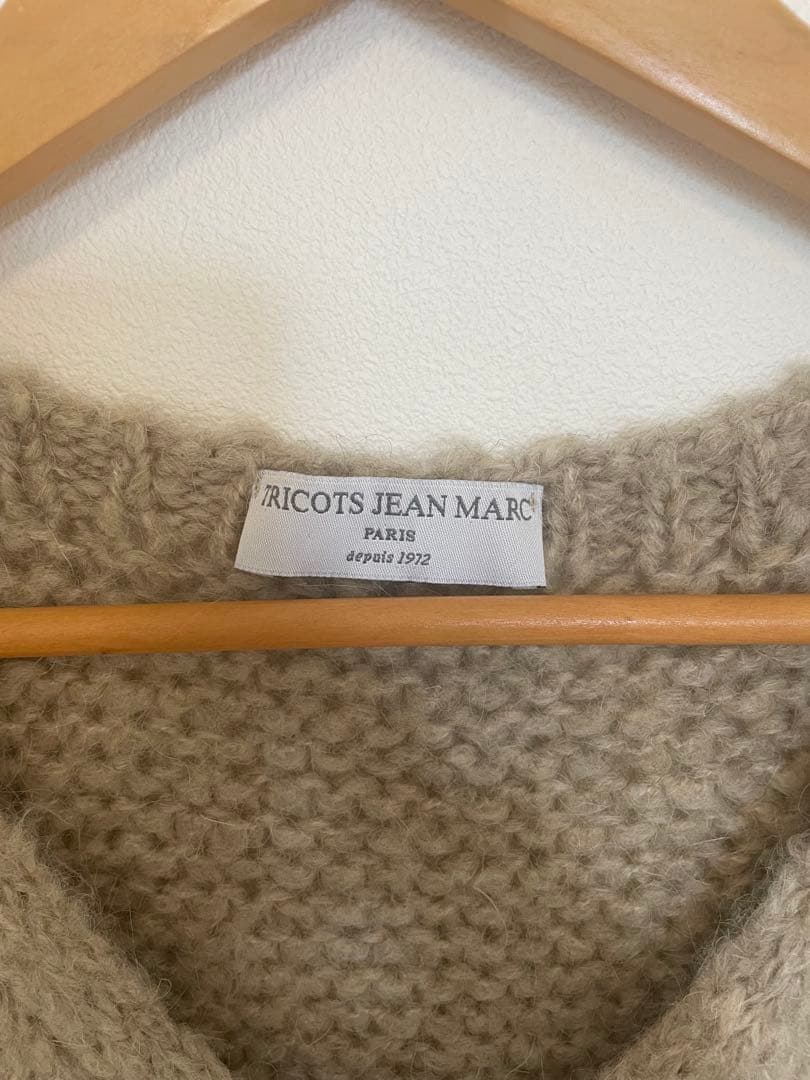 TRICOTS JEAN MARC
PARIS
depuis 1972